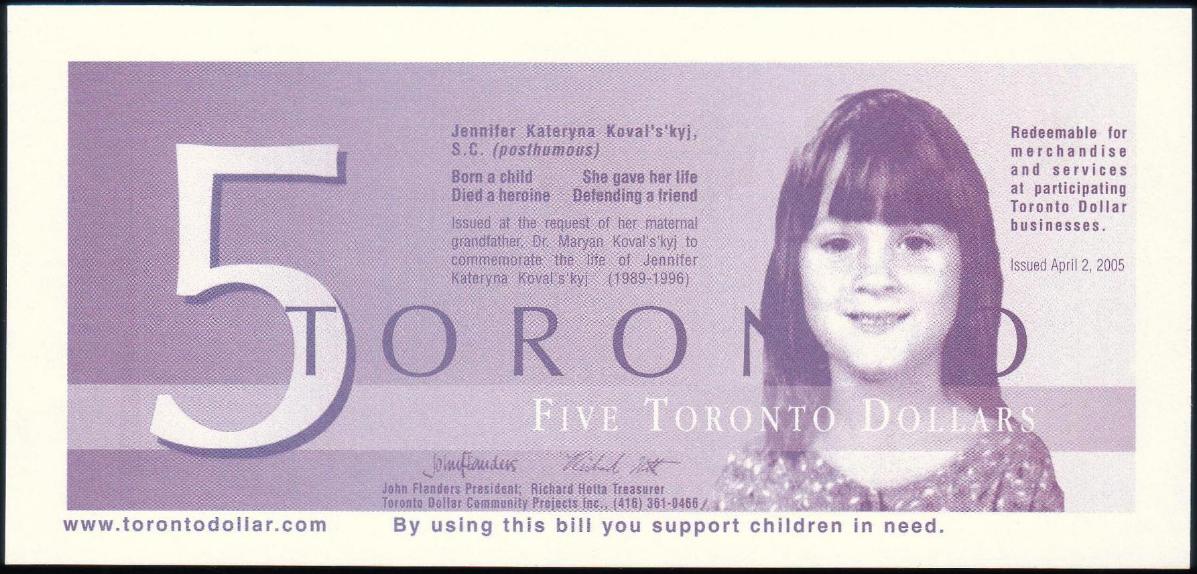 5
Jennifer Kateryna Koval's'kyj,
S.C. (posthumous)
Born a child She gave her life
Died a heroine Defending a friend
Issued at the request of her maternal
grandfather, Dr. Maryan Koval's'kyj to
commemorate the life of Jennifer
Kateryna Koval's'kyj (1989-1996)
Redeemable for
merchandise
and services
at participating
Toronto Dollar
businesses.
Issued April 2, 2005
TORONTO
FIVE TORONTO DOLLARS
John Flanders
John Flanders President; Richard Hotta Treasurer
Toronto Dollar Community Projects Inc., (416) 361-0466
www.torontodollar.com By using this bill you support children in need.